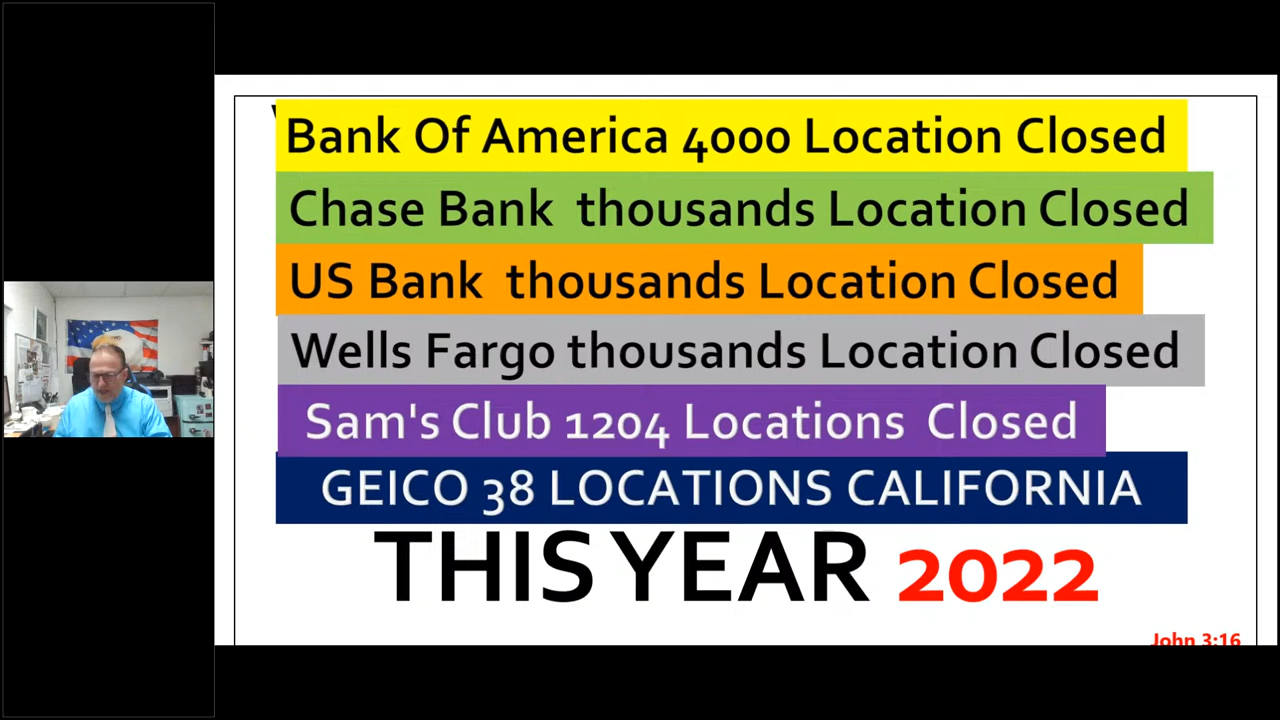 Bank Of America 4000 Location Closed
Chase Bank thousands Location Closed
US Bank thousands Location Closed
Wells Fargo thousands Location Closed
Sam's Club 1204 Locations Closed
GEICO 38 LOCATIONS CALIFORNIA
THIS YEAR 2022
John 3:16